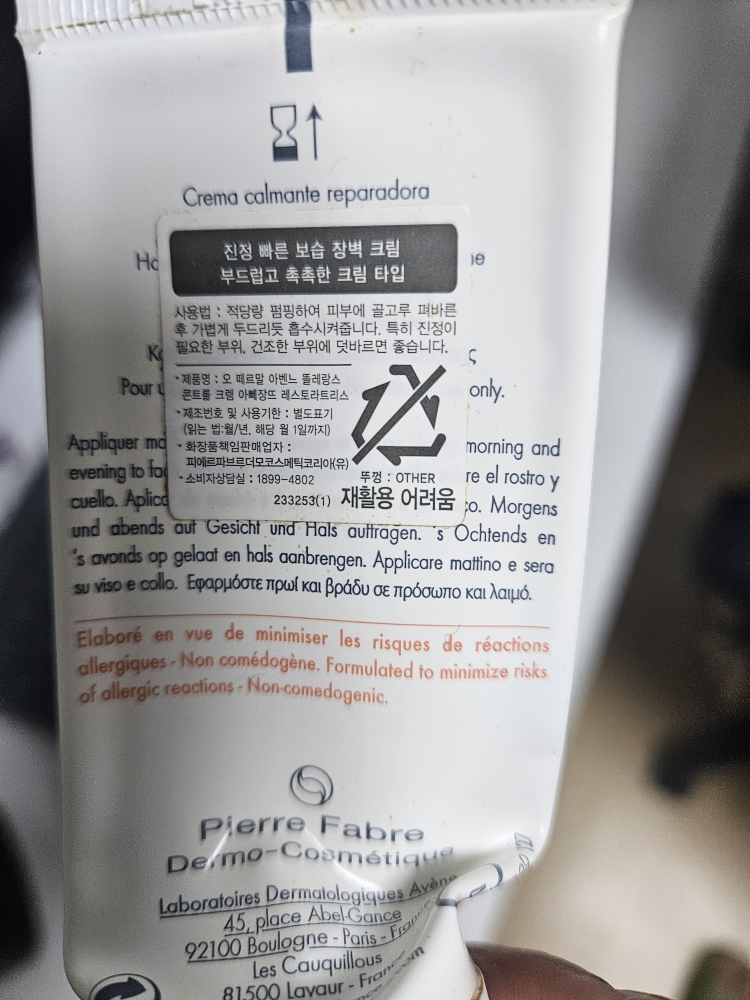 Crema calmante reparadora
진정 빠른 보습 장벽 크림
부드럽고 촉촉한 크림 타입
사용법 : 적당량 펌핑하여 피부에 골고루 펴바른
후 가볍게 두드리듯 흡수시켜줍니다. 특히 진정이
필요한 부위, 건조한 부위에 덧바르면 좋습니다.
• 제품명 : 오 떼르말 아벤느 똘레랑스
콘트롤 크렘 아빼장뜨 레스토라트리스
• 제조번호 및 사용기한 : 별도표기
(읽는 법:월/년, 해당 월 1일까지)
• 화장품책임판매업자 :
피에르파브르더모코스메틱코리아(유)
• 소비자상담실 : 1899-4802
233253(1)
뚜껑 : OTHER
재활용 어려움
Pour
only.
Appliquer
morning and
evening to
el rostro y
cuello.
Morgens
und abends auf Gesicht und Hals auftragen. 's Ochtends en
's avonds op gelaat en hals aanbrengen. Applicare mattino e sera
su viso e collo. Εφαρμόστε πρωί και βράδυ σε πρόσωπο και λαιμό.
Elaboré en vue de minimiser les risques de réactions
allergiques - Non comédogène. Formulated to minimize risks
of allergic reactions - Non-comedogenic.
Pierre Fabre
Dermo-Cosmétique
Laboratoires Dermatologiques Avène
45, place Abel-Gance
92100 Boulogne - Paris - France
Les Cauquillous
81500 Lavaur - France